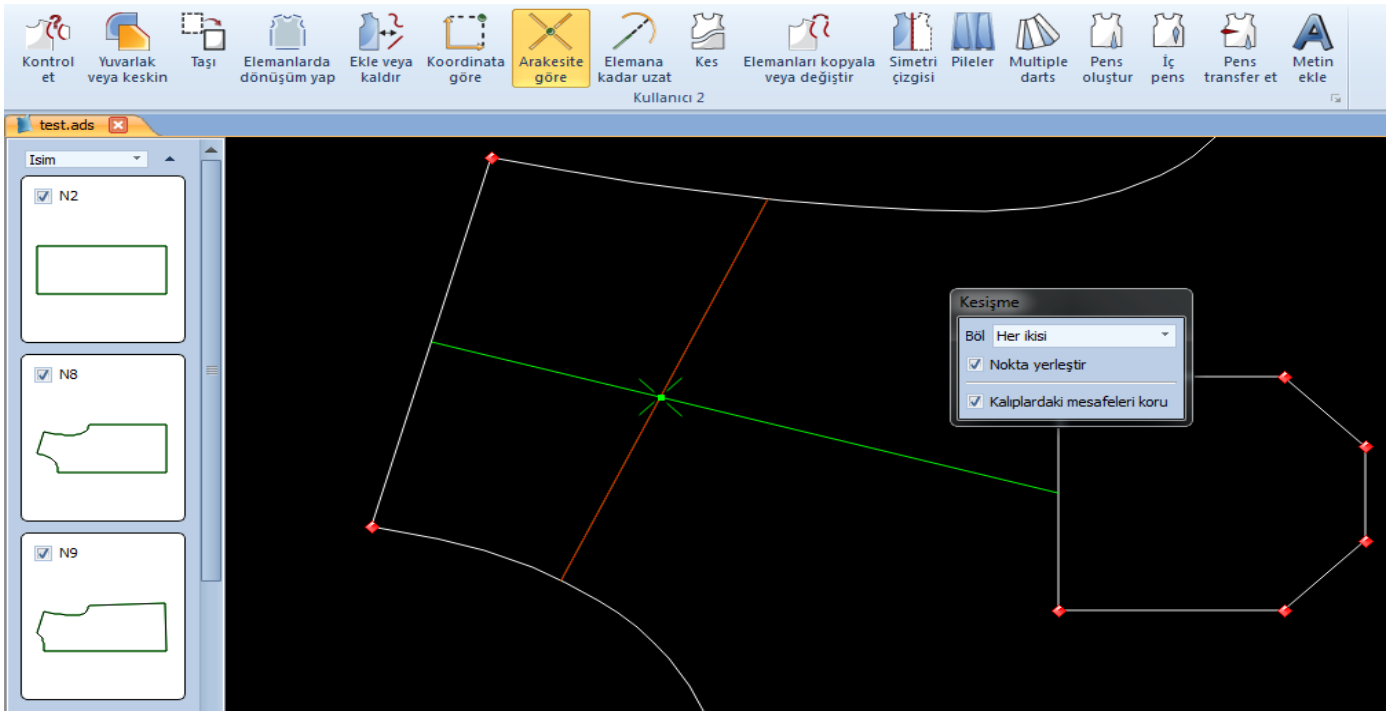 Kontrol et
Yuvarlak veya keskin
Taşı
Elemanlarda dönüşüm yap
Ekle veya kaldır
Koordinata göre
Arakesite göre
Elemana kadar uzat
Kes
Elemanları kopyala veya değiştir
Simetri çizgisi
Pileler
Multiple darts
Pens oluştur
İç pens
Pens transfer et
Metin ekle
Kullanıcı 2
test.ads
Isim
N2
N8
N9
Kesişme
Böl Her ikisi
Nokta yerleştir
Kalıplardaki mesafeleri koru